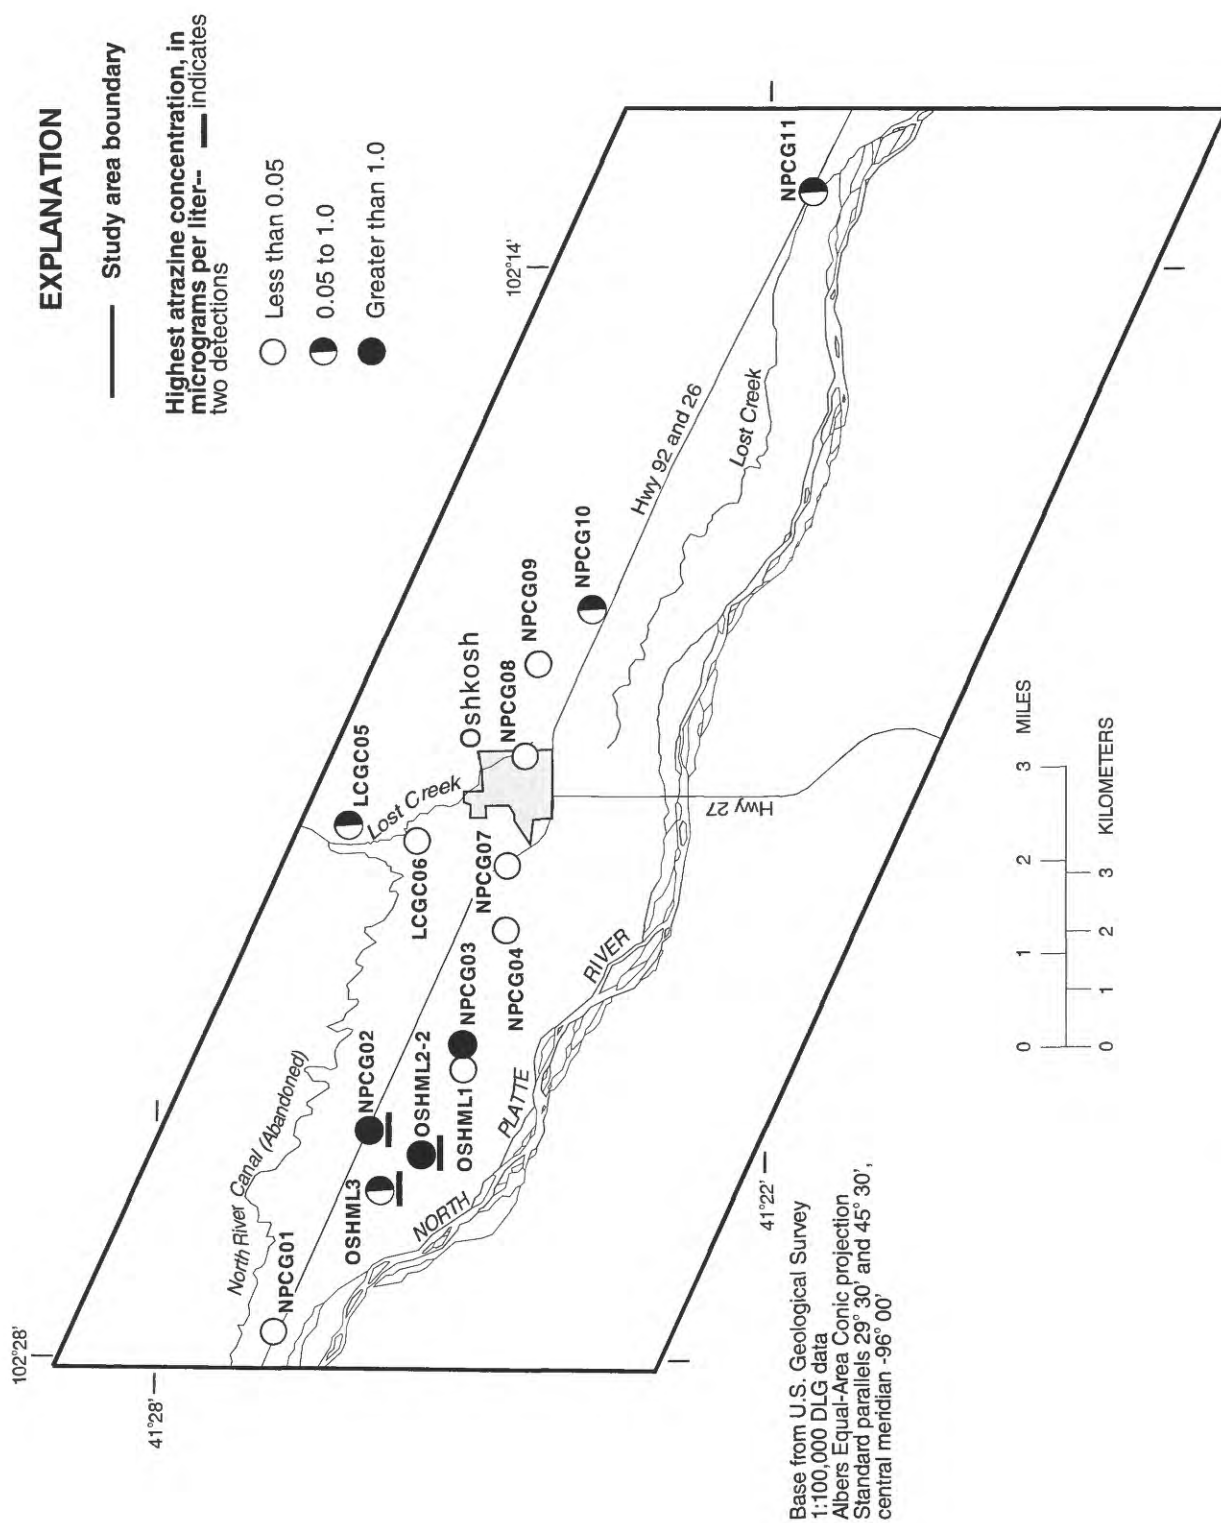 EXPLANATION
Study area boundary
Highest atrazine concentration, in
micrograms per liter-- indicates
two detections
Less than 0.05
0.05 to 1.0
Greater than 1.0
102°28'
41°28'
102°14'
41°22'
North River Canal (Abandoned)
NPCG01
OSHML3
NPCG02
OSHML2-2
OSHML1
NPCG03
NPCG04
LCGC06
NPCG07
LCGC05
Lost Creek
Oshkosh
NPCG08
NPCG09
NPCG10
NPCG11
Hwy 92 and 26
Lost Creek
Hwy 27
NORTH PLATTE RIVER
0 1 2 3 MILES
0 1 2 3 KILOMETERS
Base from U.S. Geological Survey
1:100,000 DLG data
Albers Equal-Area Conic projection
Standard parallels 29° 30' and 45° 30',
central meridian -96° 00'